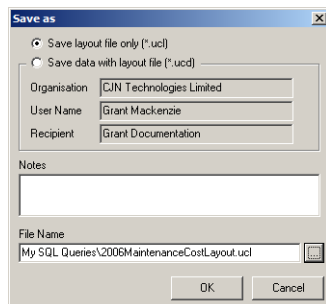 Save as
Save layout file only (*.ucl)
Save data with layout file (*.ucd)
Organisation CJN Technologies Limited
User Name Grant Mackenzie
Recipient Grant Documentation
Notes
File Name
My SQL Queries\2006MaintenanceCostLayout.ucl ...
OK Cancel